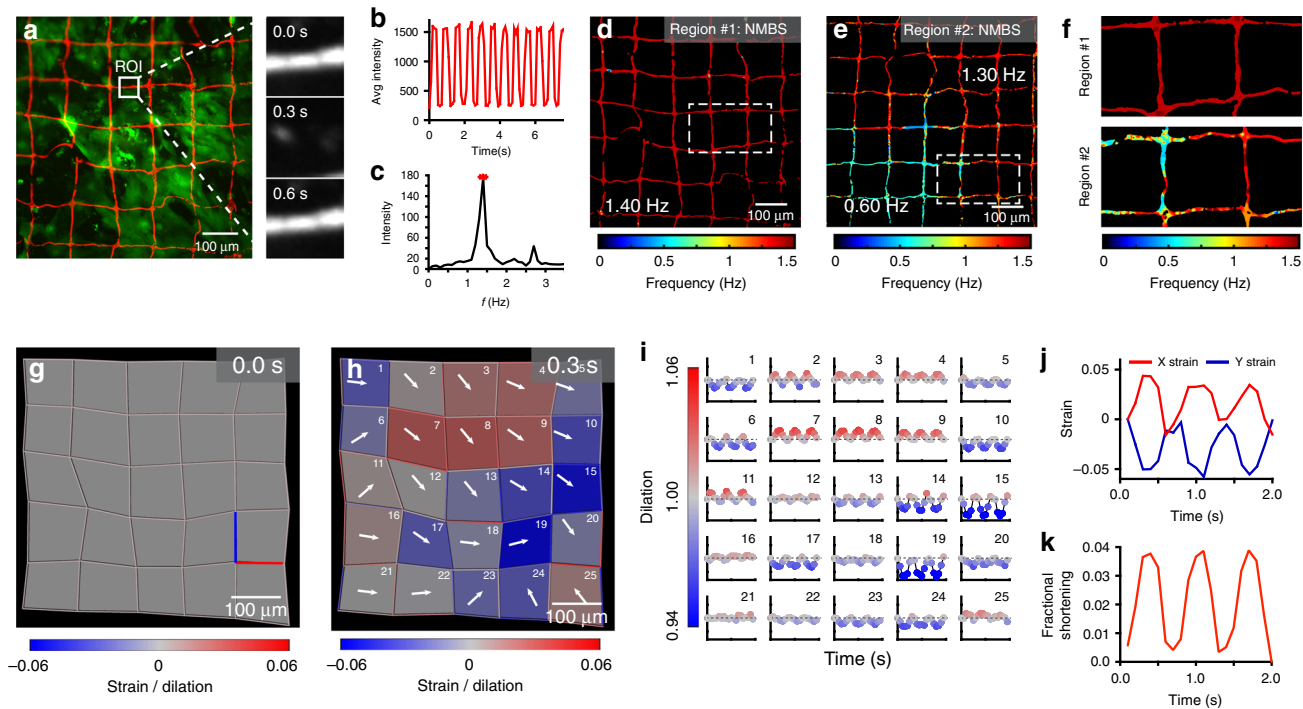 a
ROI
100 μm
0.0 s
0.3 s
0.6 s
b
Avg intensity
1500
1000
500
0
0 2 4 6
Time(s)
c
Intensity
180
160
120
80
60
20
0
0 1 2 3
f (Hz)
d
Region #1: NMBS
1.40 Hz
100 μm
0 0.5 1 1.5
Frequency (Hz)
e
Region #2: NMBS
1.30 Hz
0.60 Hz
100 μm
0 0.5 1 1.5
Frequency (Hz)
f
Region #1
Region #2
0 0.5 1 1.5
Frequency (Hz)
g
0.0 s
100 μm
−0.06 0 0.06
Strain / dilation
h
0.3 s
1 2 3 4 5
6 7 8 9 10
11 12 13 14 15
16 17 18 19 20
21 22 23 24 25
100 μm
−0.06 0 0.06
Strain / dilation
i
1.06
1.00
0.94
Dilation
1 2 3 4 5
6 7 8 9 10
11 12 13 14 15
16 17 18 19 20
21 22 23 24 25
Time (s)
j
X strain Y strain
Strain
0.05
0
−0.05
0.0 1.0 2.0
Time (s)
k
Fractional
shortening
0.04
0.03
0.02
0.01
0.0
0.0 1.0 2.0
Time (s)